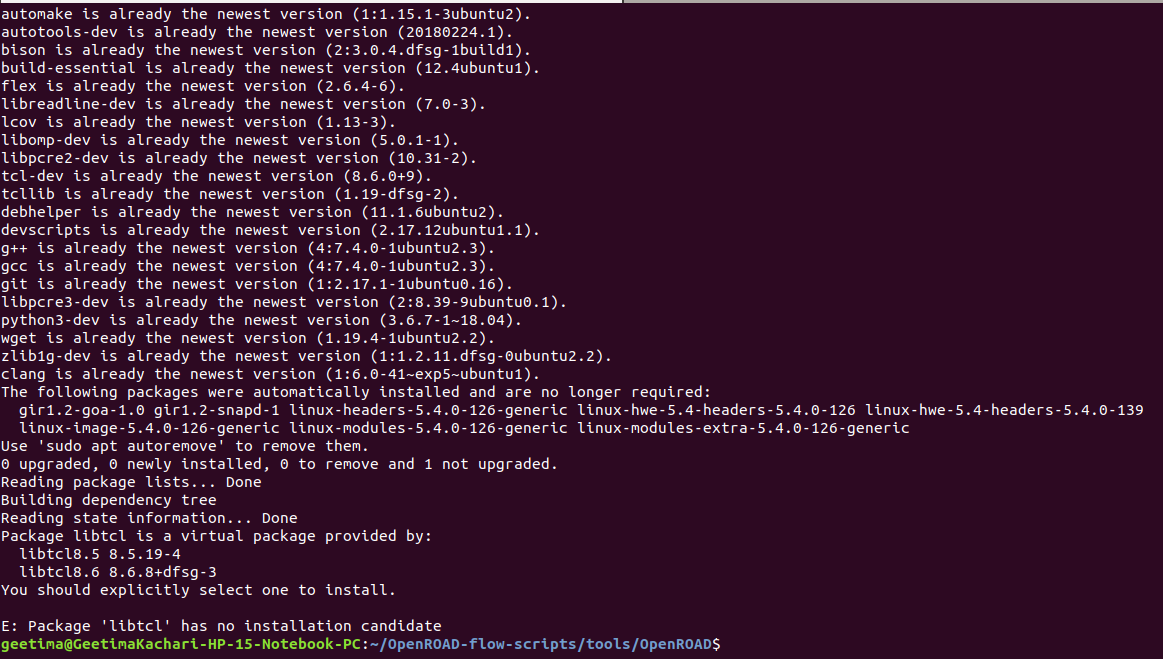 automake is already the newest version (1:1.15.1-3ubuntu2).
autotools-dev is already the newest version (20180224.1).
bison is already the newest version (2:3.0.4.dfsg-1build1).
build-essential is already the newest version (12.4ubuntu1).
flex is already the newest version (2.6.4-6).
libreadline-dev is already the newest version (7.0-3).
lcov is already the newest version (1.13-3).
libomp-dev is already the newest version (5.0.1-1).
libpcre2-dev is already the newest version (10.31-2).
tcl-dev is already the newest version (8.6.0+9).
tcllib is already the newest version (1.19-dfsg-2).
debhelper is already the newest version (11.1.6ubuntu2).
devscripts is already the newest version (2.17.12ubuntu1.1).
g++ is already the newest version (4:7.4.0-1ubuntu2.3).
gcc is already the newest version (4:7.4.0-1ubuntu2.3).
git is already the newest version (1:2.17.1-1ubuntu0.16).
libpcre3-dev is already the newest version (2:8.39-9ubuntu0.1).
python3-dev is already the newest version (3.6.7-1~18.04).
wget is already the newest version (1.19.4-1ubuntu2.2).
zlib1g-dev is already the newest version (1:1.2.11.dfsg-0ubuntu2.2).
clang is already the newest version (1:6.0-41~exp5~ubuntu1).
The following packages were automatically installed and are no longer required:
  gir1.2-goa-1.0 gir1.2-snapd-1 linux-headers-5.4.0-126-generic linux-hwe-5.4-headers-5.4.0-126 linux-hwe-5.4-headers-5.4.0-139
  linux-image-5.4.0-126-generic linux-modules-5.4.0-126-generic linux-modules-extra-5.4.0-126-generic
Use 'sudo apt autoremove' to remove them.
0 upgraded, 0 newly installed, 0 to remove and 1 not upgraded.
Reading package lists... Done
Building dependency tree
Reading state information... Done
Package libtcl is a virtual package provided by:
  libtcl8.5 8.5.19-4
  libtcl8.6 8.6.8+dfsg-3
You should explicitly select one to install.

E: Package 'libtcl' has no installation candidate
geetima@GeetimaKachari-HP-15-Notebook-PC:~/OpenROAD-flow-scripts/tools/OpenROAD$